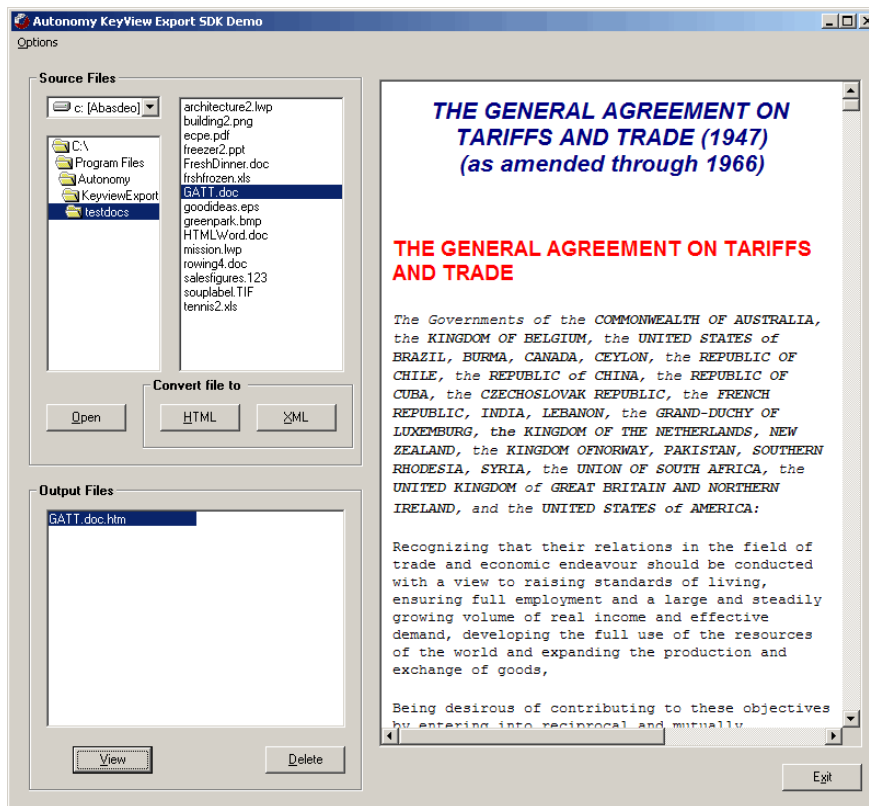 Autonomy KeyView Export SDK Demo
Options
Source Files
c: [Abasdeo]
C:\
Program Files
Autonomy
KeyviewExport
testdocs
architecture2.lwp
building2.png
ecpe.pdf
freezer2.ppt
FreshDinner.doc
frshfrozen.xls
GATT.doc
goodideas.eps
greenpark.bmp
HTMLWord.doc
mission.lwp
rowing4.doc
salesfigures.123
souplabel.TIF
tennis2.xls
Open
Convert file to
HTML
XML
Output Files
GATT.doc.htm
View
Delete
THE GENERAL AGREEMENT ON
TARIFFS AND TRADE (1947)
(as amended through 1966)
THE GENERAL AGREEMENT ON TARIFFS
AND TRADE
The Governments of the COMMONWEALTH OF AUSTRALIA,
the KINGDOM OF BELGIUM, the UNITED STATES of
BRAZIL, BURMA, CANADA, CEYLON, the REPUBLIC OF
CHILE, the REPUBLIC of CHINA, the REPUBLIC OF
CUBA, the CZECHOSLOVAK REPUBLIC, the FRENCH
REPUBLIC, INDIA, LEBANON, the GRAND-DUCHY OF
LUXEMBURG, the KINGDOM OF THE NETHERLANDS, NEW
ZEALAND, the KINGDOM OFNORWAY, PAKISTAN, SOUTHERN
RHODESIA, SYRIA, the UNION OF SOUTH AFRICA, the
UNITED KINGDOM of GREAT BRITAIN AND NORTHERN
IRELAND, and the UNITED STATES of AMERICA:
Recognizing that their relations in the field of
trade and economic endeavour should be conducted
with a view to raising standards of living,
ensuring full employment and a large and steadily
growing volume of real income and effective
demand, developing the full use of the resources
of the world and expanding the production and
exchange of goods,
Being desirous of contributing to these objectives
by entering into reciprocal and mutually
Exit